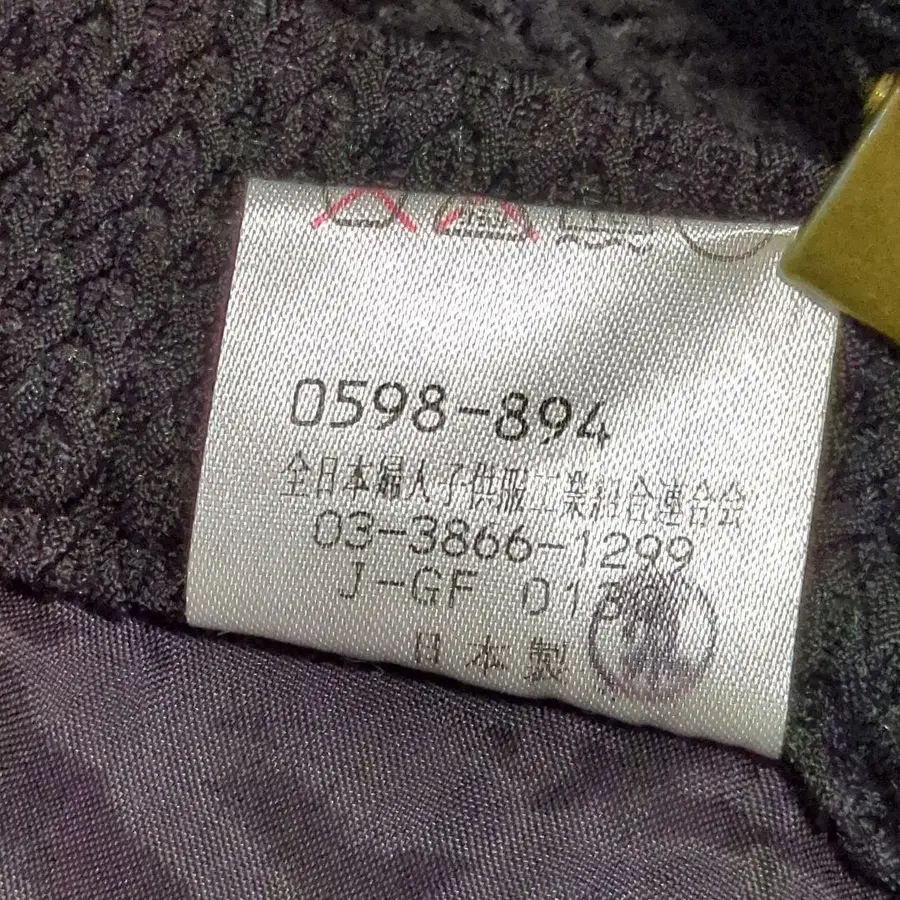 0598-894
全日本婦人子供服工業組合連合会
03-3866-1299
J-GF 013
日本製